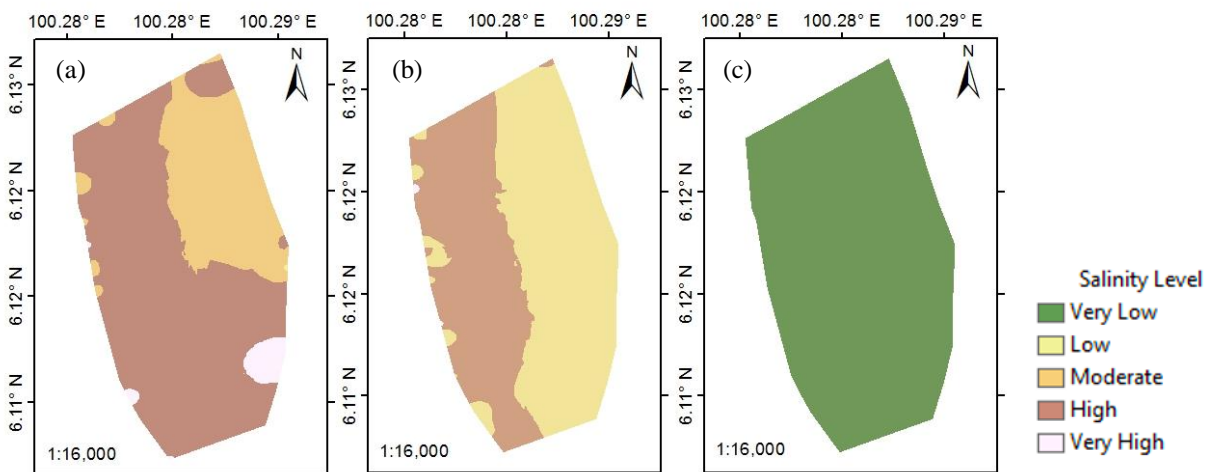 100.28° E 100.28° E 100.29° E
100.28° E 100.28° E 100.29° E
100.28° E 100.28° E 100.29° E
(a)
N
6.13° N
6.12° N
6.12° N
6.11° N
1:16,000
(b)
N
6.13° N
6.12° N
6.12° N
6.11° N
1:16,000
(c)
N
6.13° N
6.12° N
6.12° N
6.11° N
1:16,000
Salinity Level
Very Low
Low
Moderate
High
Very High